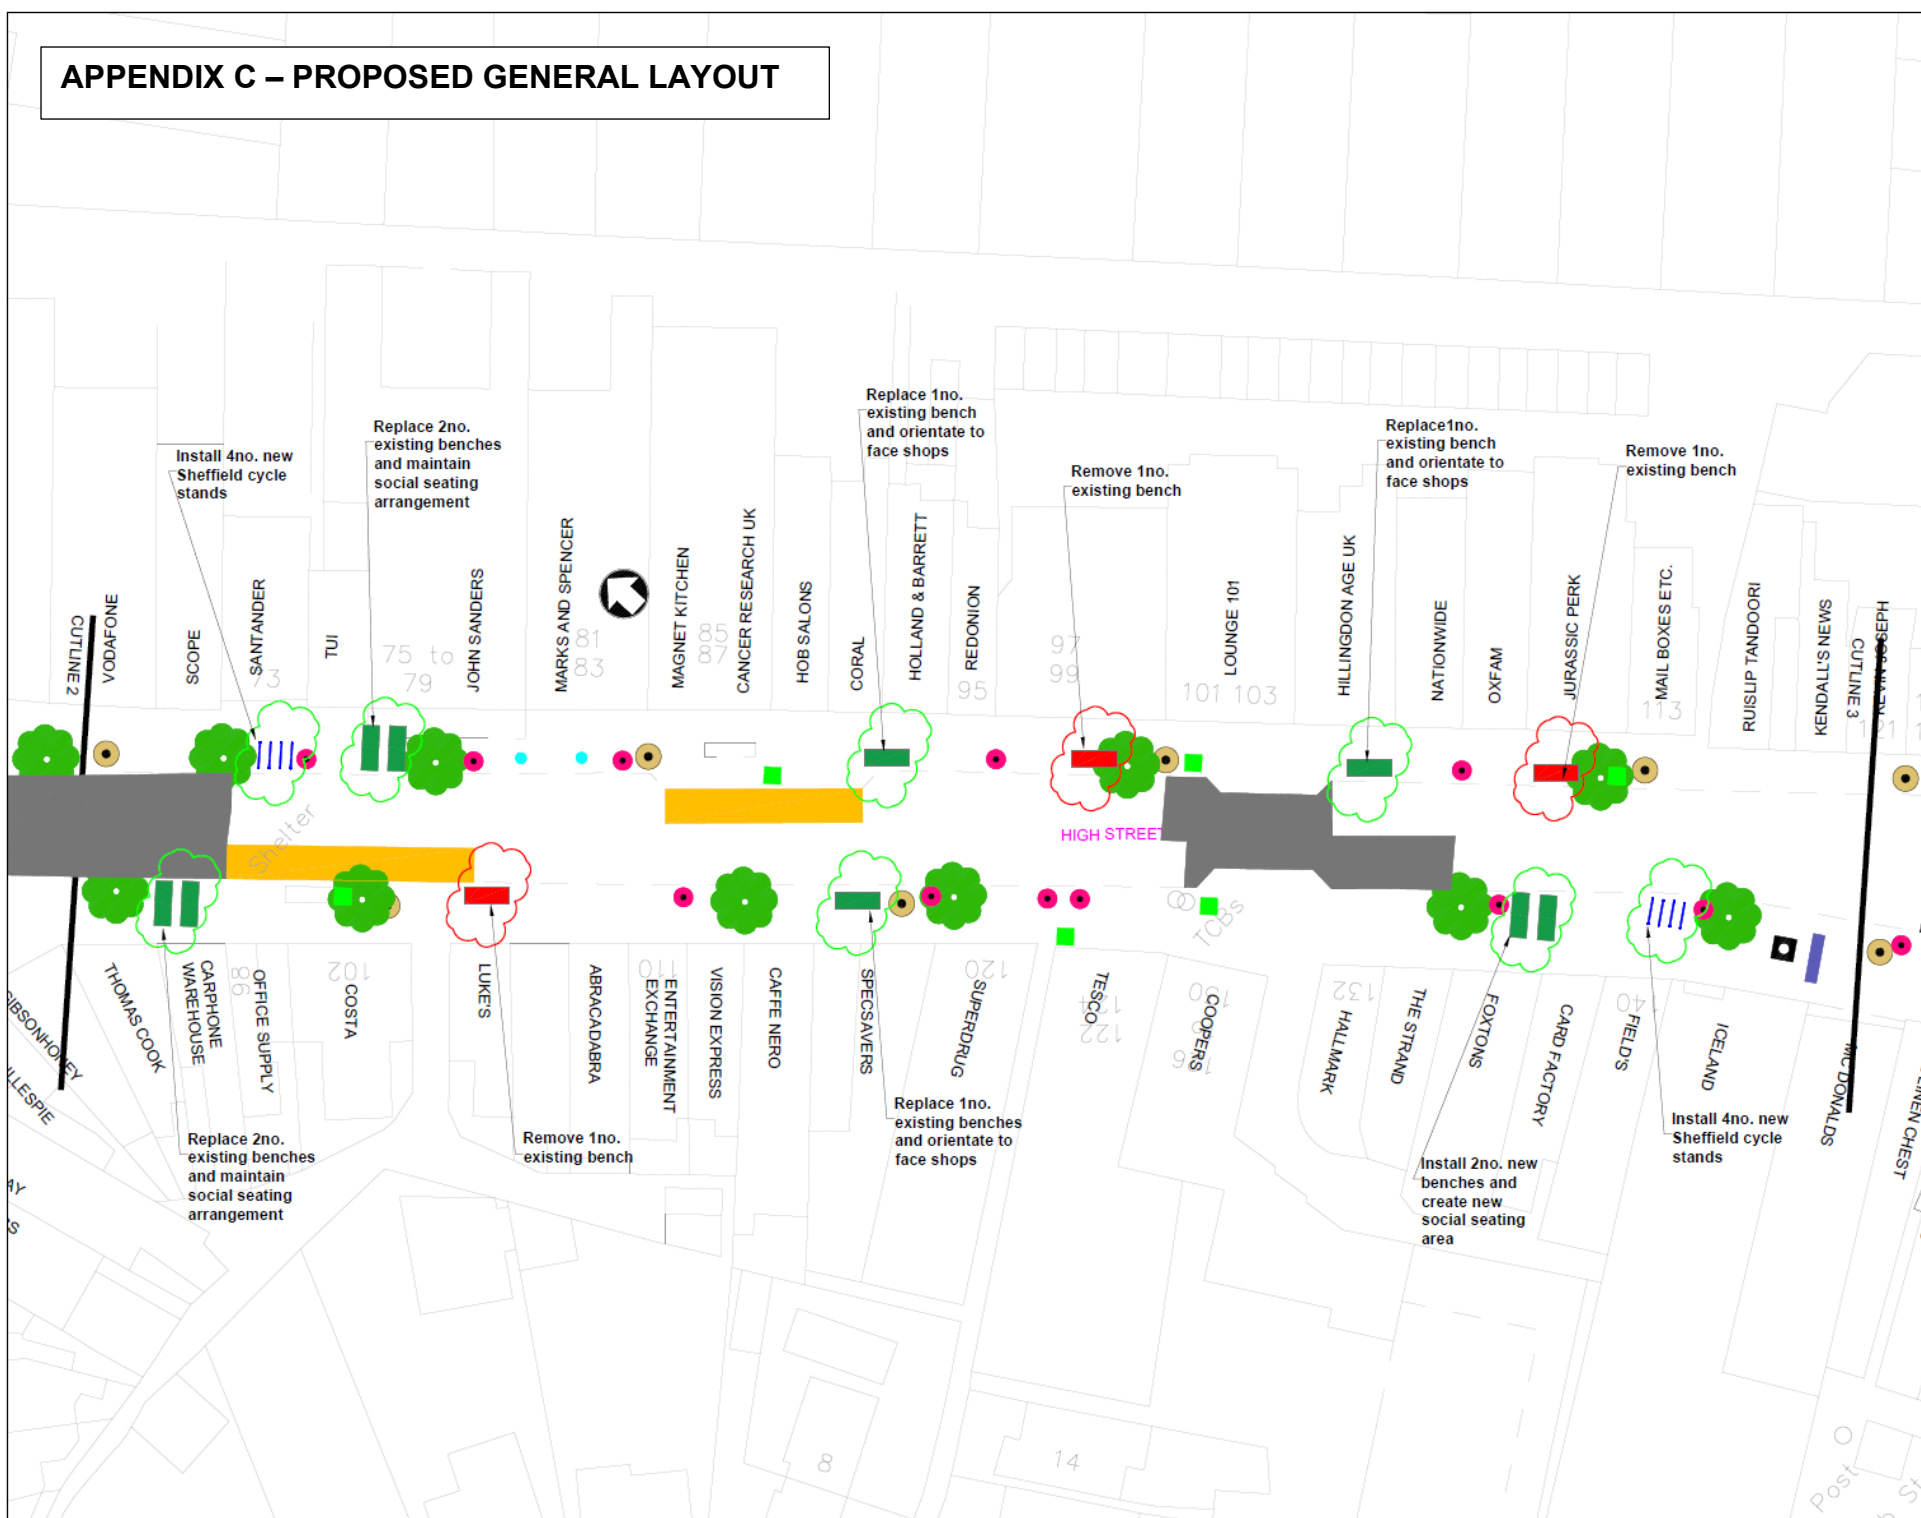 APPENDIX C – PROPOSED GENERAL LAYOUT
Replace 1no.
existing bench
and orientate to
face shops
Replace 2no.
existing benches
and maintain
social seating
arrangement
Replace1no.
existing bench
and orientate to
face shops
Install 4no. new
Sheffield cycle
stands
Remove 1no.
existing bench
Remove 1no.
existing bench
CUTLINE 2
VODAFONE
SCOPE
SANTANDER
73
TUI
75 to
79
JOHN SANDERS
MARKS AND SPENCER
81
83
MAGNET KITCHEN
85
87
CANCER RESEARCH UK
HOB SALONS
CORAL
HOLLAND & BARRETT
REDONION
95
97
99
LOUNGE 101
101 103
HILLINGDON AGE UK
NATIONWIDE
OXFAM
JURASSIC PERK
MAIL BOXES ETC.
113
RUISLIP TANDOORI
KENDALL'S NEWS
CUTLINE 3
121
Shelter
HIGH STREET
TCBs
THOMAS COOK
CARPHONE
WAREHOUSE
98
OFFICE SUPPLY
102
COSTA
LUKE'S
ABRACADABRA
110
ENTERTAINMENT
EXCHANGE
VISION EXPRESS
CAFFE NERO
SPECSAVERS
120
SUPERDRUG
TESCO
122
COOPERS
130
132
HALLMARK
THE STRAND
FOXTONS
CARD FACTORY
FIELD'S
ICELAND
MC DONALDS
LINEN CHEST
GIBSONHONEY
Replace 2no.
existing benches
and maintain
social seating
arrangement
Remove 1no.
existing bench
Replace 1no.
existing benches
and orientate to
face shops
Install 2no. new
benches and
create new
social seating
area
Install 4no. new
Sheffield cycle
stands
8
14
Post